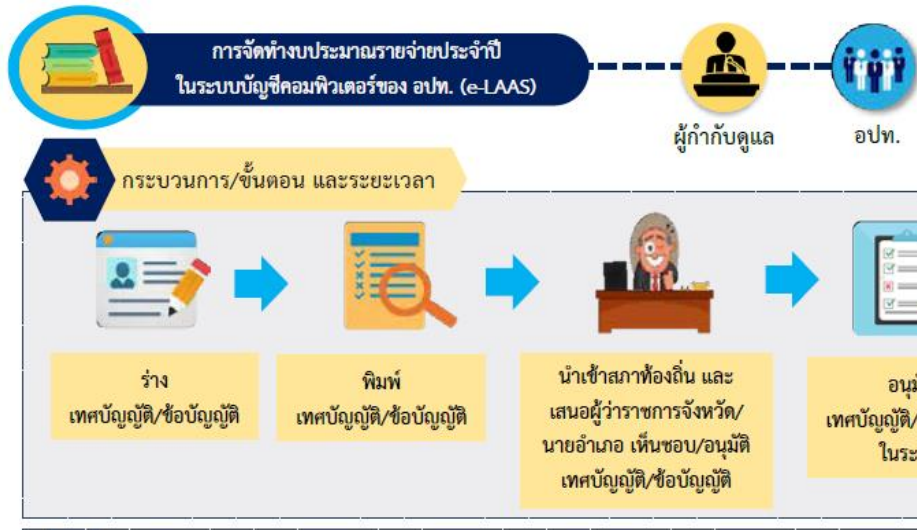 การจัดทำงบประมาณรายจ่ายประจำปี
ในระบบบัญชีคอมพิวเตอร์ของ อปท. (e-LAAS)
ผู้กำกับดูแล
อปท.
กระบวนการ/ขั้นตอน และระยะเวลา
ร่าง
เทศบัญญัติ/ข้อบัญญัติ
พิมพ์
เทศบัญญัติ/ข้อบัญญัติ
นำเข้าสภาท้องถิ่น และ
เสนอผู้ว่าราชการจังหวัด/
นายอำเภอ เห็นชอบ/อนุมัติ
เทศบัญญัติ/ข้อบัญญัติ
เทศบัญญัติ/